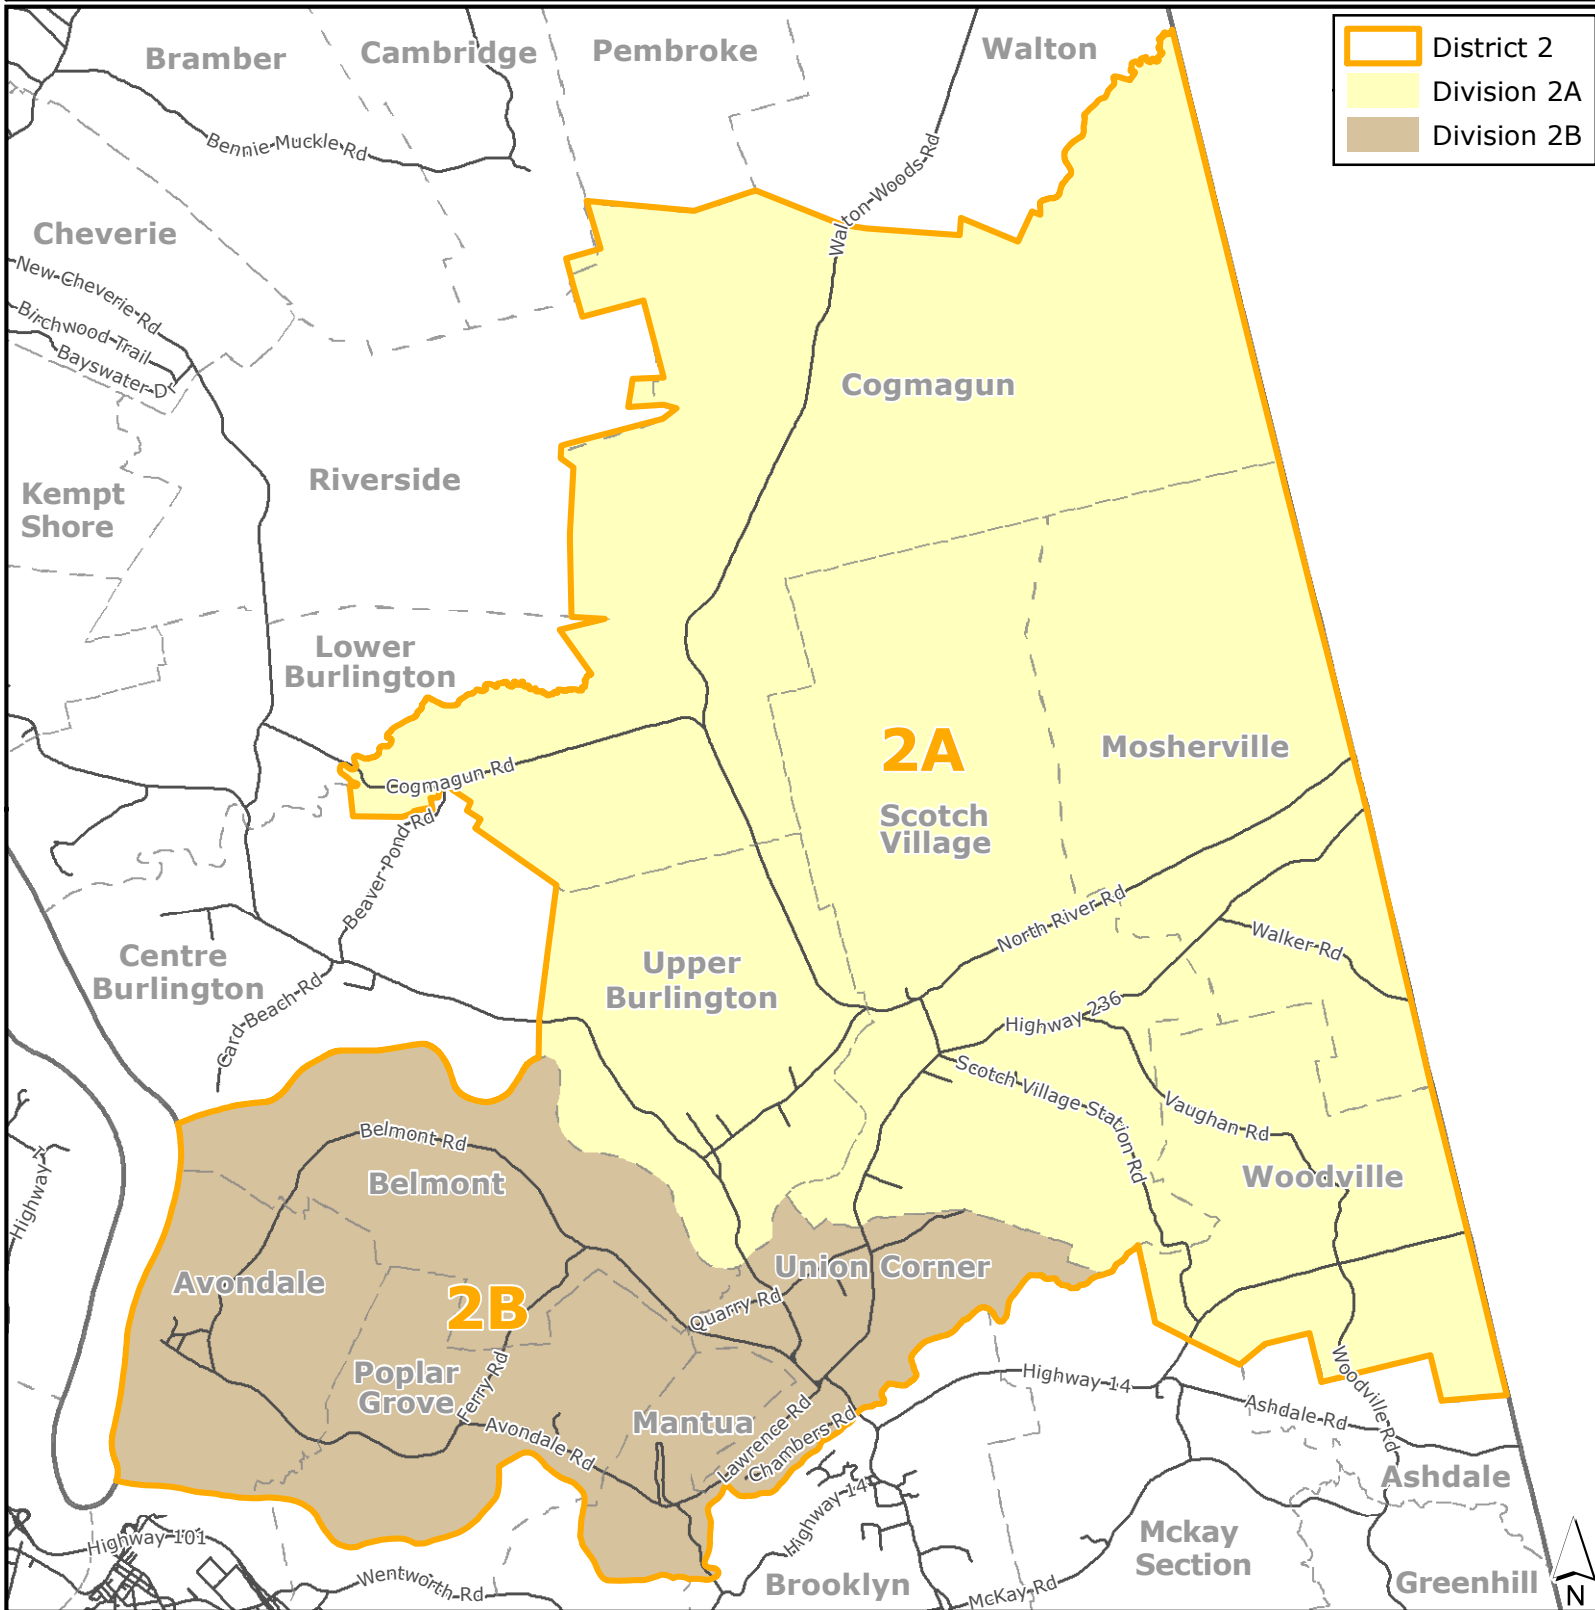 Bramber
Cambridge
Pembroke
Walton
District 2
Division 2A
Division 2B
Bennie Muckle Rd
Walton Woods Rd
Cheverie
New Cheverie Rd
Birchwood Trail
Bayswater D
Cogmagun
Riverside
Kempt
Shore
Lower
Burlington
2A
Mosherville
Cogmagun Rd
Scotch
Village
Beaver Pond Rd
North River Rd
Walker Rd
Centre
Burlington
Upper
Burlington
Card Beach Rd
Highway 236
Scotch Village Station Rd
Vaughan Rd
Belmont Rd
Belmont
Woodville
Highway 1
Union Corner
Avondale
2B
Quarry Rd
Poplar
Grove
Ferry Rd
Highway 14
Woodville Rd
Mantua
Avondale Rd
Lawrence Rd
Chambers Rd
Ashdale Rd
Ashdale
Highway 14
Highway 101
Mckay
Section
Wentworth Rd
Brooklyn
McKay Rd
Greenhill
N